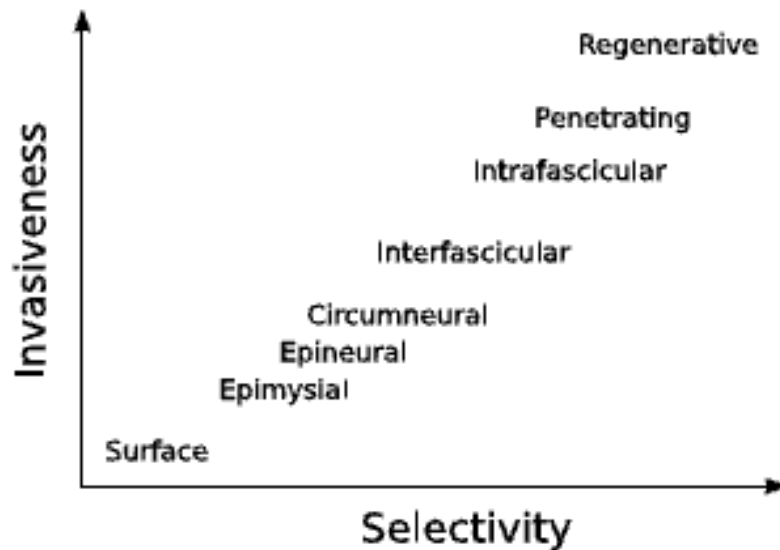 Regenerative
Penetrating
Intrafascicular
Interfascicular
Circumneural
Epineural
Epimysial
Surface
Invasiveness
Selectivity